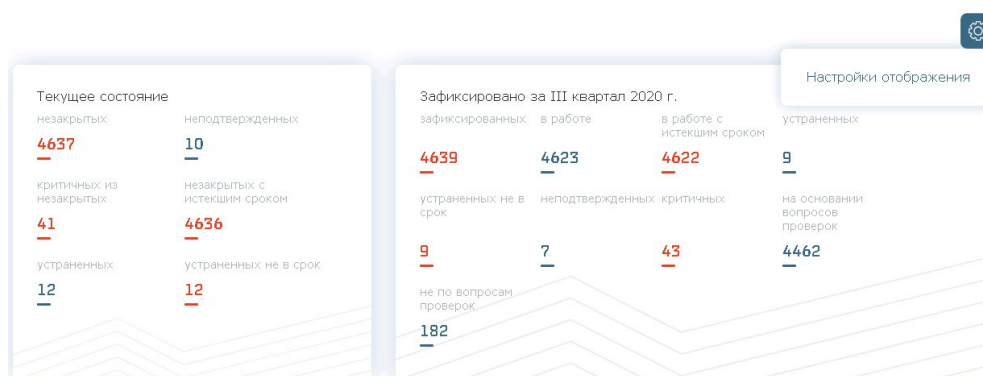 Настройки отображения
Текущее состояние
незакрытых
неподтвержденных
4637
10
критичных из
незакрытых
незакрытых с
истекшим сроком
41
4636
устраненных
устраненных не в срок
12
12
Зафиксировано за III квартал 2020 г.
зафиксированных
в работе
в работе с
истекшим сроком
устраненных
4639
4623
4622
9
устраненных не в
срок
неподтвержденных
критичных
на основании
вопросов
проверок
9
7
43
4462
не по вопросам
проверок
182